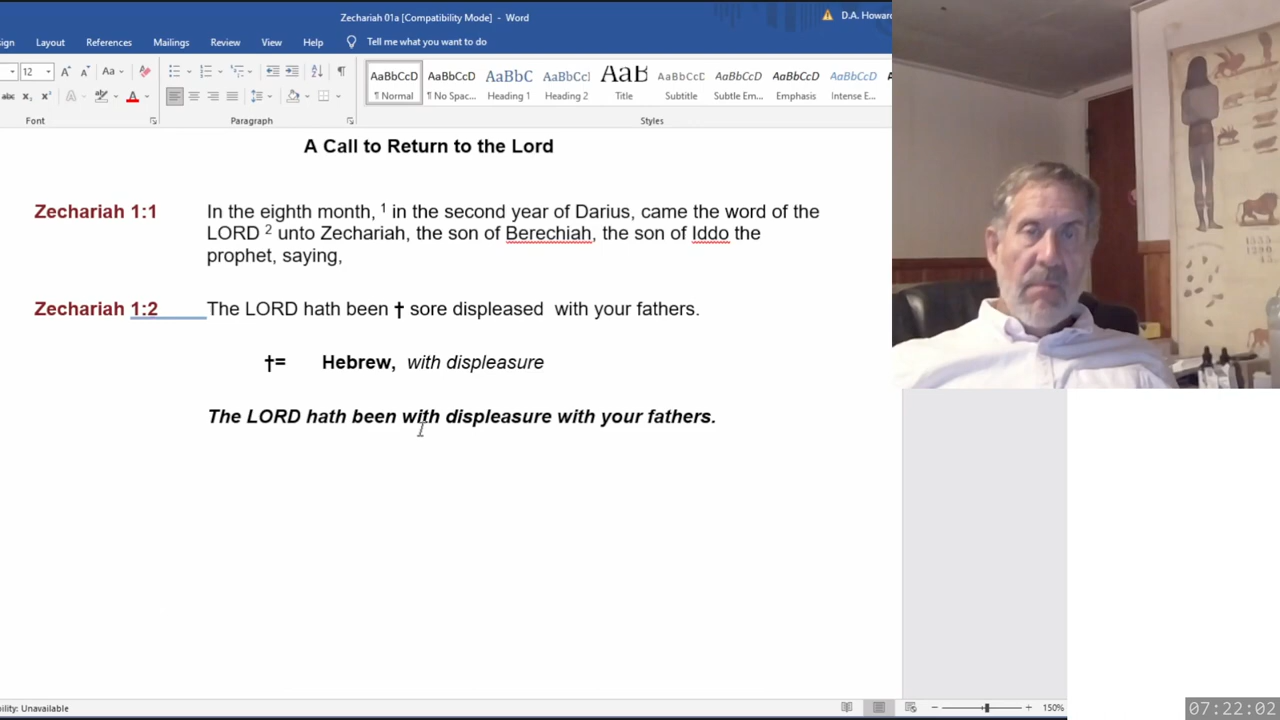 Zechariah 01a [Compatibility Mode] - Word
D.A. Howard
Layout References Mailings Review View Help Tell me what you want to do
12 Aa
abc x₂ x² A A
AaBbCcD AaBbCcD AaBbC AaBbCcI AaB AaBbCcD AaBbCcD AaBbCcD AaBbCcD
¶ Normal ¶ No Spac... Heading 1 Heading 2 Title Subtitle Subtle Em... Emphasis Intense E...
Font Paragraph Styles
A Call to Return to the Lord
Zechariah 1:1 In the eighth month, ¹ in the second year of Darius, came the word of the
LORD ² unto Zechariah, the son of Berechiah, the son of Iddo the
prophet, saying,
Zechariah 1:2 The LORD hath been † sore displeased with your fathers.
†= Hebrew, with displeasure
The LORD hath been with displeasure with your fathers.
Unavailable
150%
07:22:02